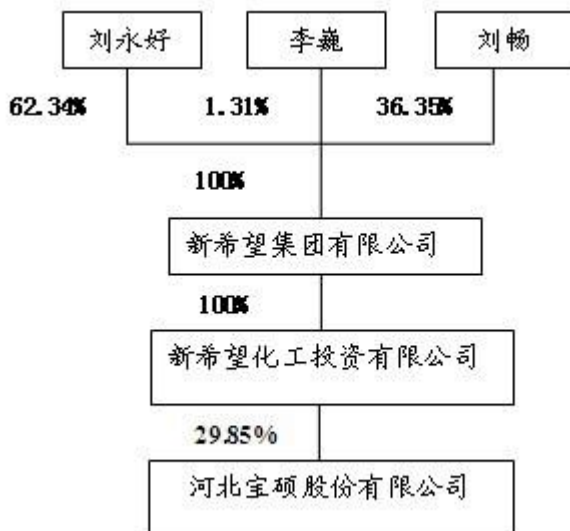 刘永好 李巍 刘畅
62.34% 1.31% 36.35%
100%
新希望集团有限公司
100%
新希望化工投资有限公司
29.85%
河北宝硕股份有限公司